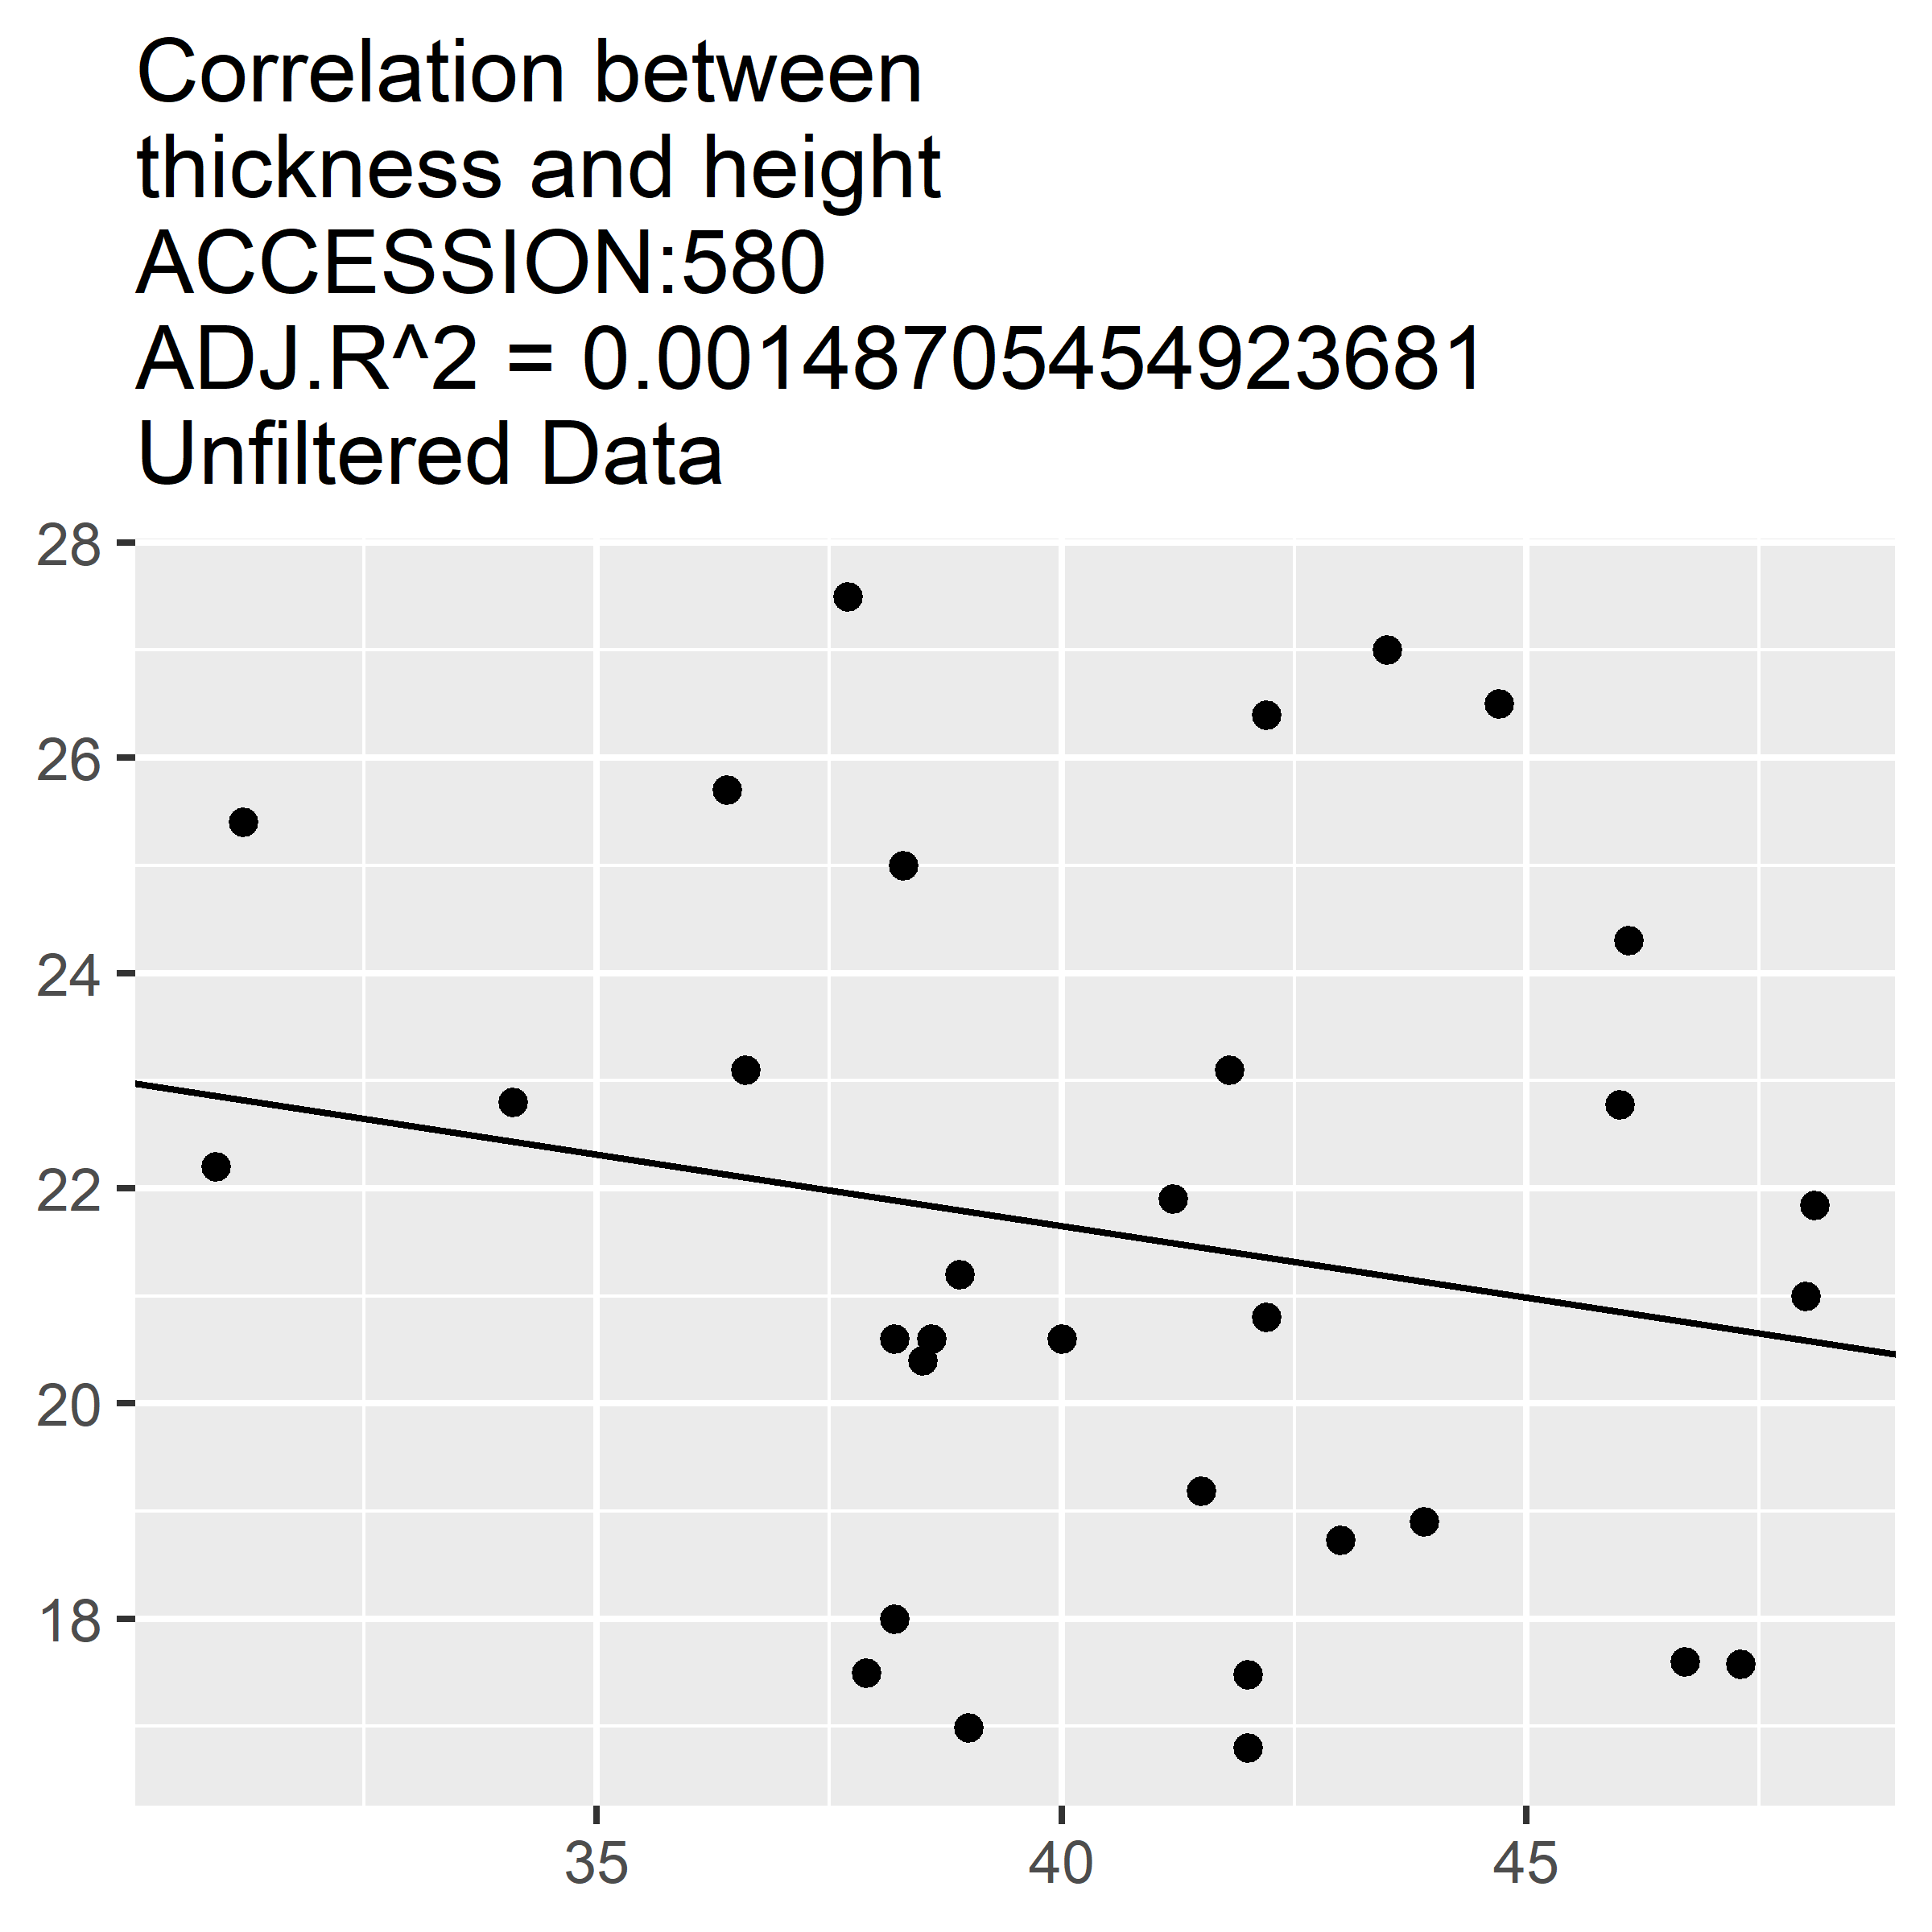 Correlation between
thickness and height
ACCESSION:580
ADJ.R^2 = 0.00148705454923681
Unfiltered Data
28
26
24
22
20
18
35 40 45